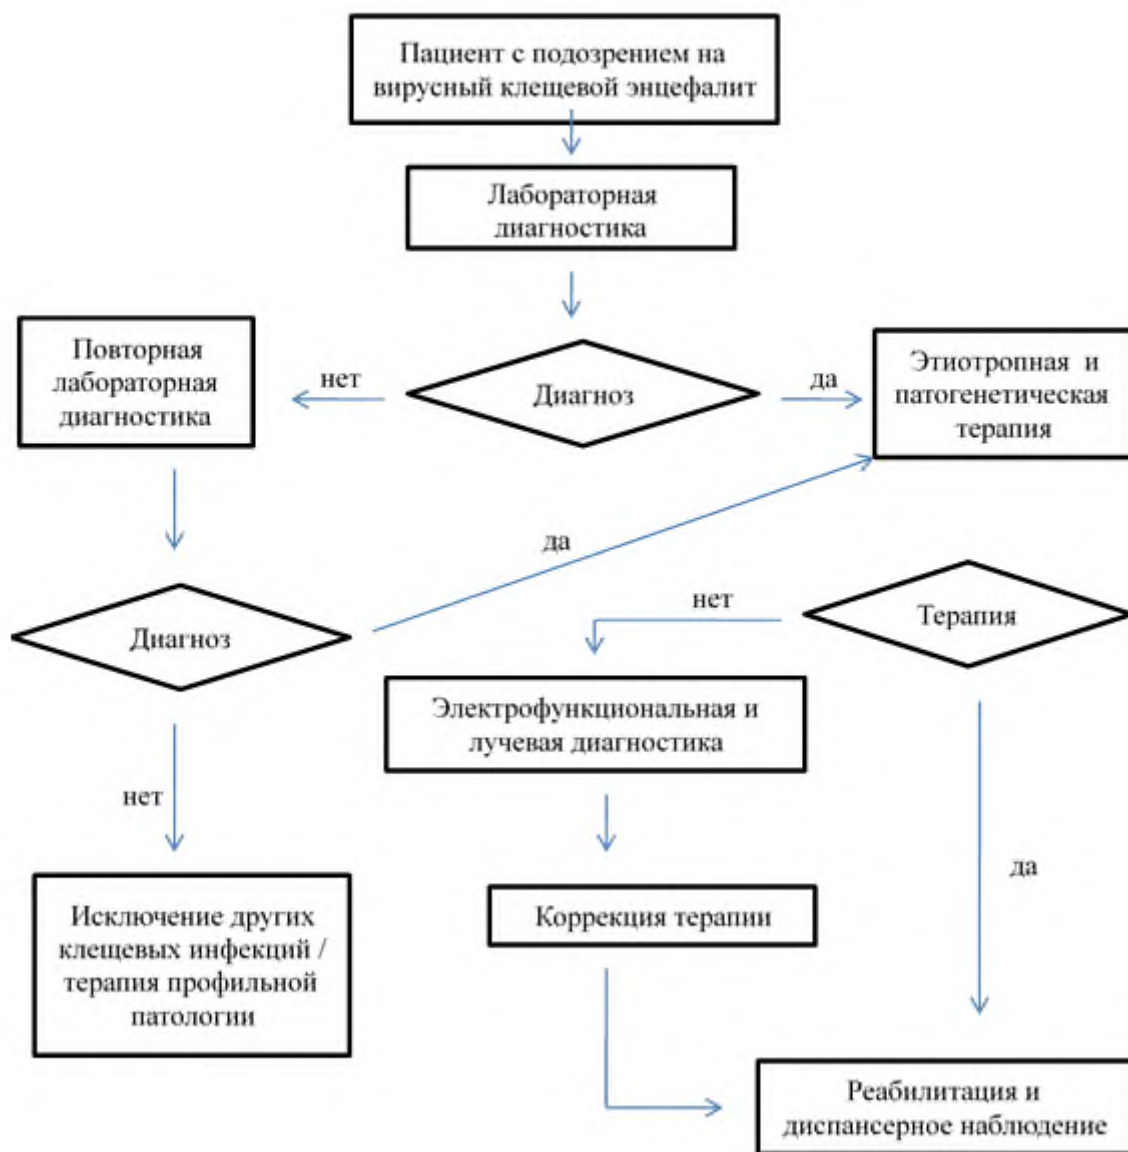 Пациент с подозрением на
вирусный клещевой энцефалит
Лабораторная
диагностика
Повторная
лабораторная
диагностика
нет
Диагноз
да
Этиотропная и
патогенетическая
терапия
да
Диагноз
нет
Терапия
Электрофункциональная и
лучевая диагностика
нет
да
Исключение других
клещевых инфекций /
терапия профильной
патологии
Коррекция терапии
Реабилитация и
диспансерное наблюдение